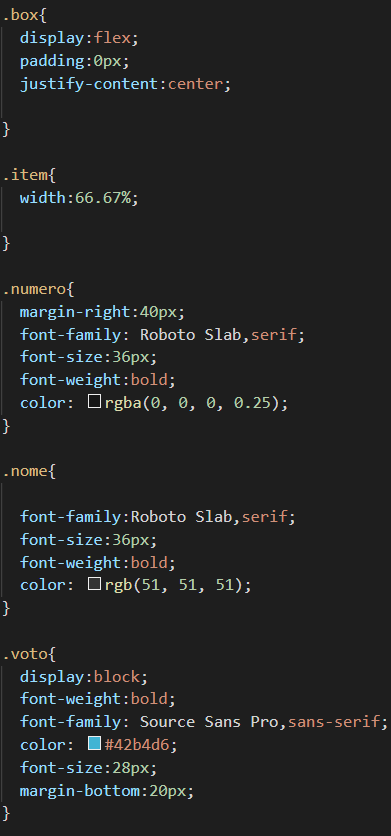 .box{
display:flex;
padding:0px;
justify-content:center;
}
.item{
width:66.67%;
}
.numero{
margin-right:40px;
font-family: Roboto Slab,serif;
font-size:36px;
font-weight:bold;
color: rgba(0, 0, 0, 0.25);
}
.nome{
font-family:Roboto Slab,serif;
font-size:36px;
font-weight:bold;
color: rgb(51, 51, 51);
}
.voto{
display:block;
font-weight:bold;
font-family: Source Sans Pro,sans-serif;
color: #42b4d6;
font-size:28px;
margin-bottom:20px;
}